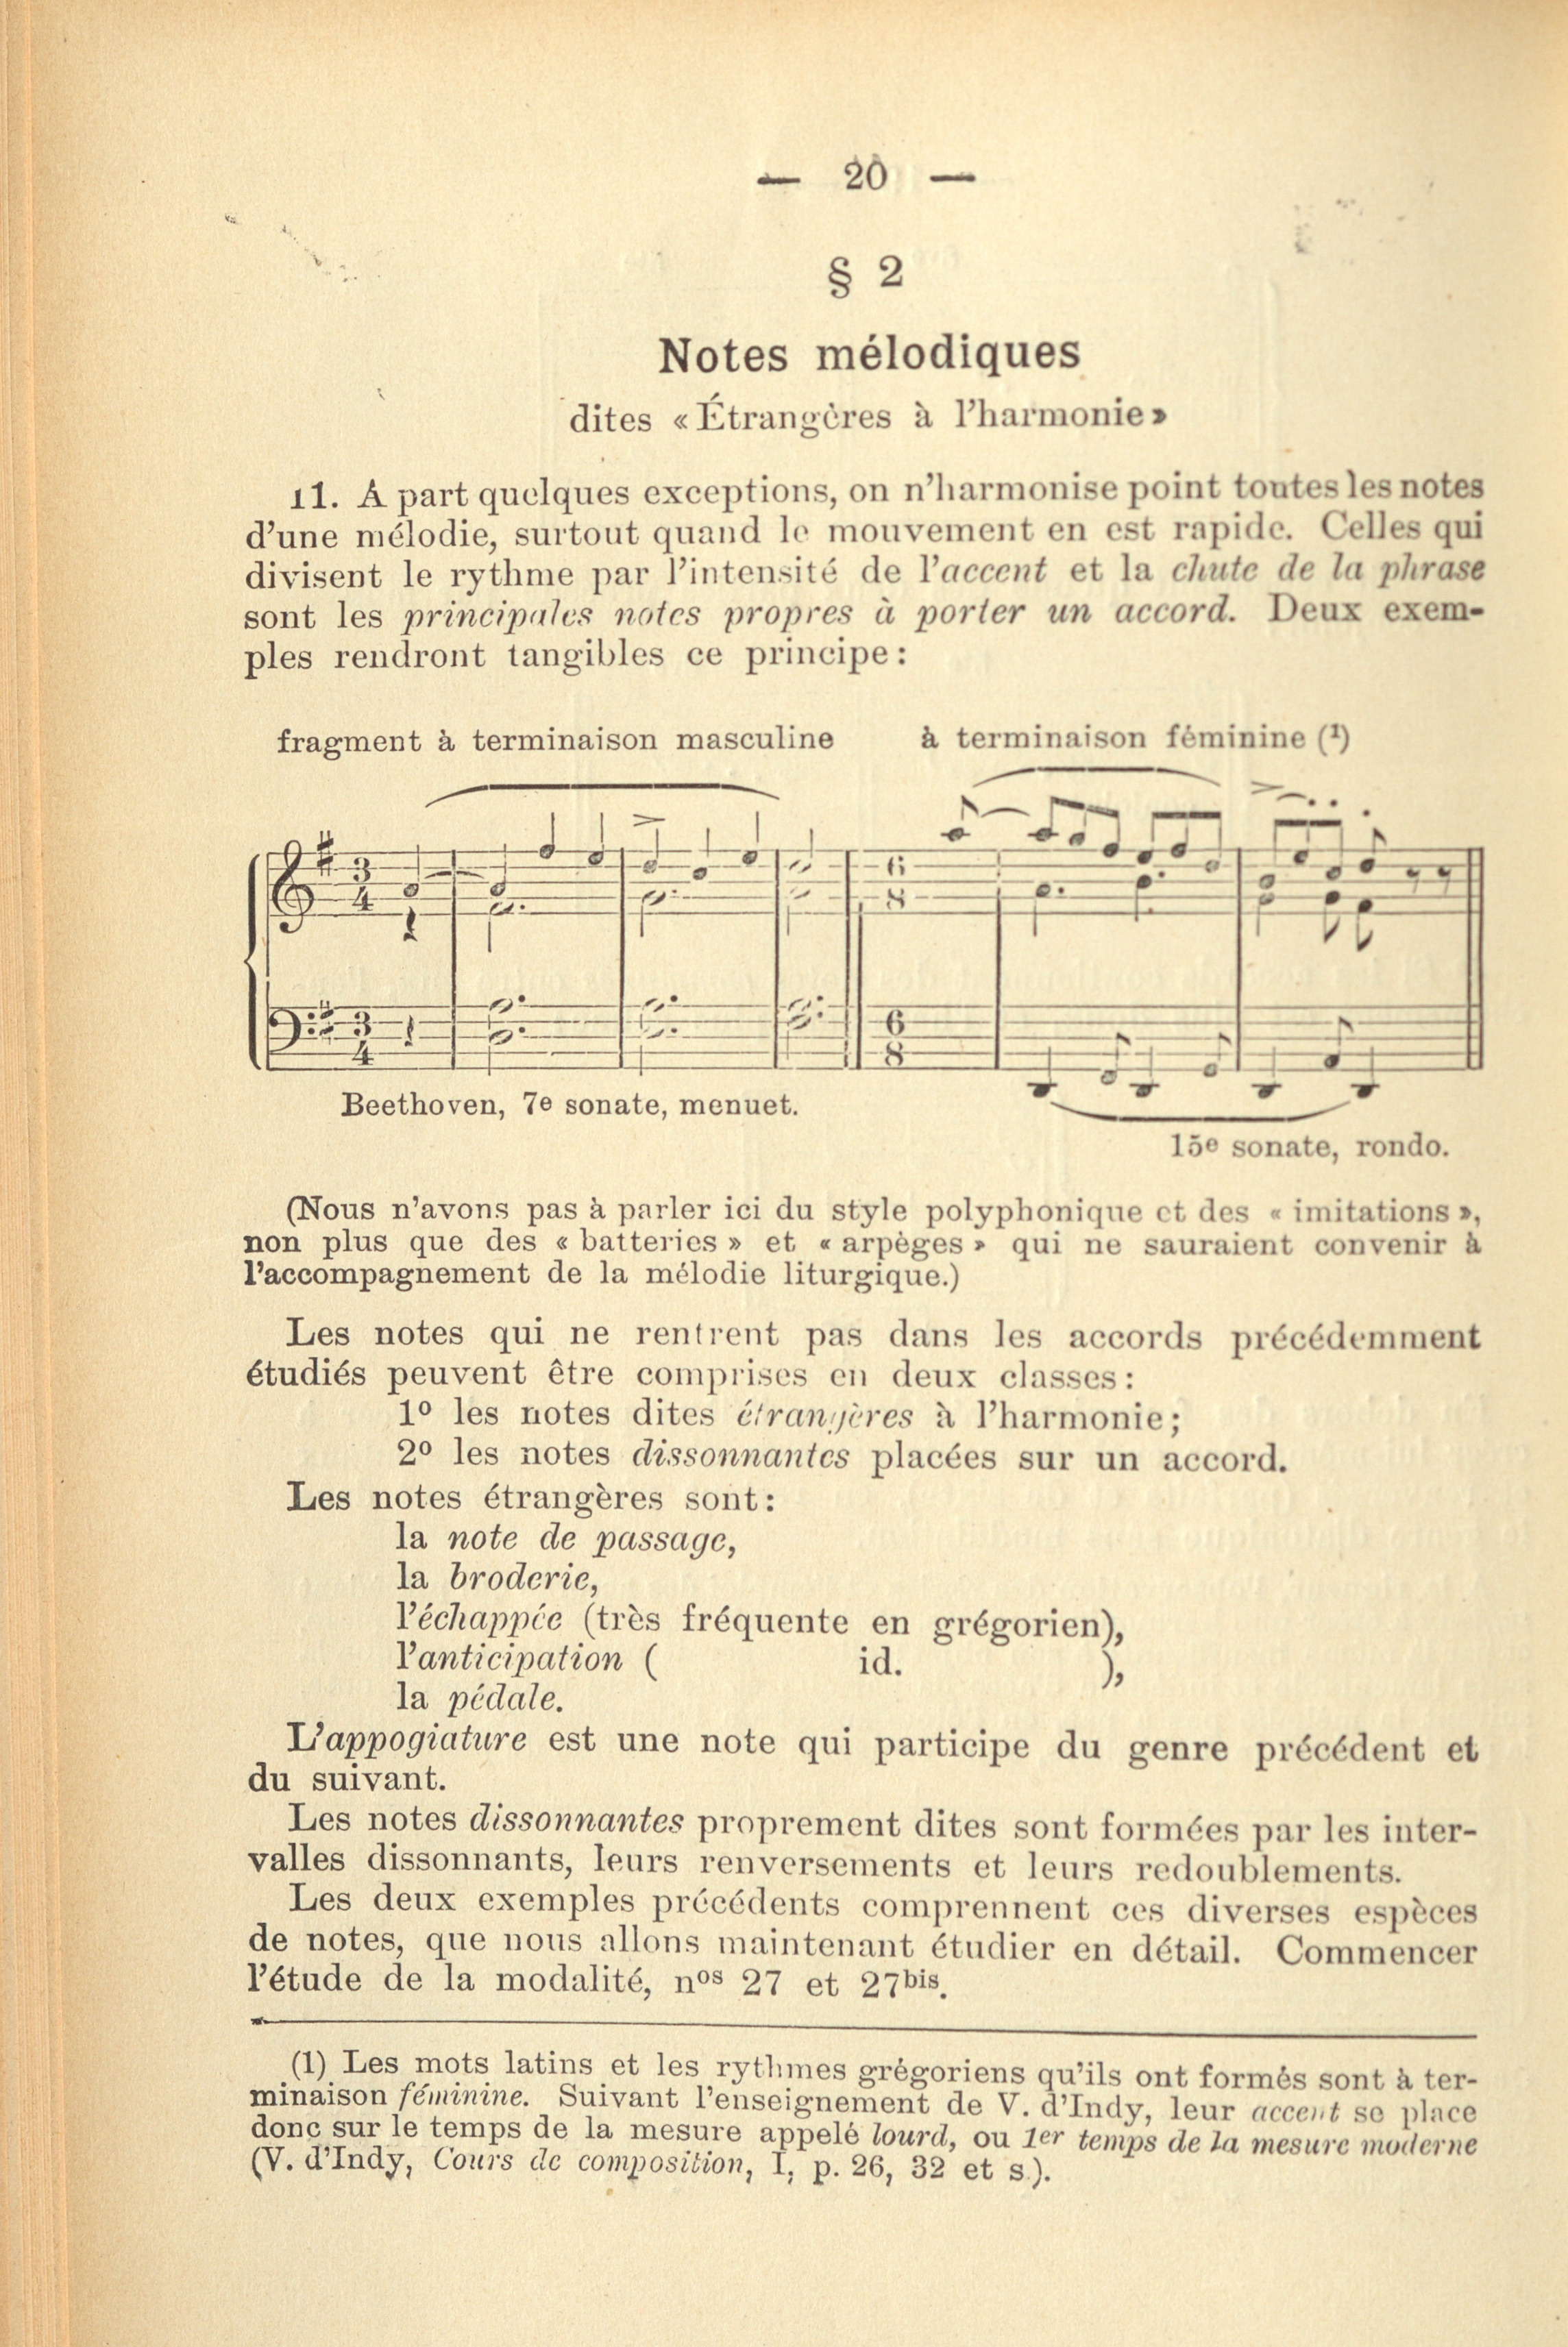 — 20 —
§ 2
Notes mélodiques
dites « Étrangères à l'harmonie »
11. A part quelques exceptions, on n'harmonise point toutes les notes
d'une mélodie, surtout quand le mouvement en est rapide. Celles qui
divisent le rythme par l'intensité de l'accent et la chute de la phrase
sont les principales notes propres à porter un accord. Deux exem-
ples rendront tangibles ce principe :
fragment à terminaison masculine à terminaison féminine (1)
3 4 6 8
3 4 6 8
Beethoven, 7e sonate, menuet.
15e sonate, rondo.
(Nous n'avons pas à parler ici du style polyphonique et des « imitations »,
non plus que des « batteries » et « arpèges » qui ne sauraient convenir à
l'accompagnement de la mélodie liturgique.)
Les notes qui ne rentrent pas dans les accords précédemment
étudiés peuvent être comprises en deux classes :
1o les notes dites étrangères à l'harmonie ;
2o les notes dissonnantes placées sur un accord.
Les notes étrangères sont :
la note de passage,
la broderie,
l'échappée (très fréquente en grégorien),
l'anticipation ( id. ),
la pédale.
L'appogiature est une note qui participe du genre précédent et
du suivant.
Les notes dissonnantes proprement dites sont formées par les inter-
valles dissonnants, leurs renversements et leurs redoublements.
Les deux exemples précédents comprennent ces diverses espèces
de notes, que nous allons maintenant étudier en détail. Commencer
l'étude de la modalité, nos 27 et 27bis.
(1) Les mots latins et les rythmes grégoriens qu'ils ont formés sont à ter-
minaison féminine. Suivant l'enseignement de V. d'Indy, leur accent se place
donc sur le temps de la mesure appelé lourd, ou 1er temps de la mesure moderne
(V. d'Indy, Cours de composition, I, p. 26, 32 et s.).